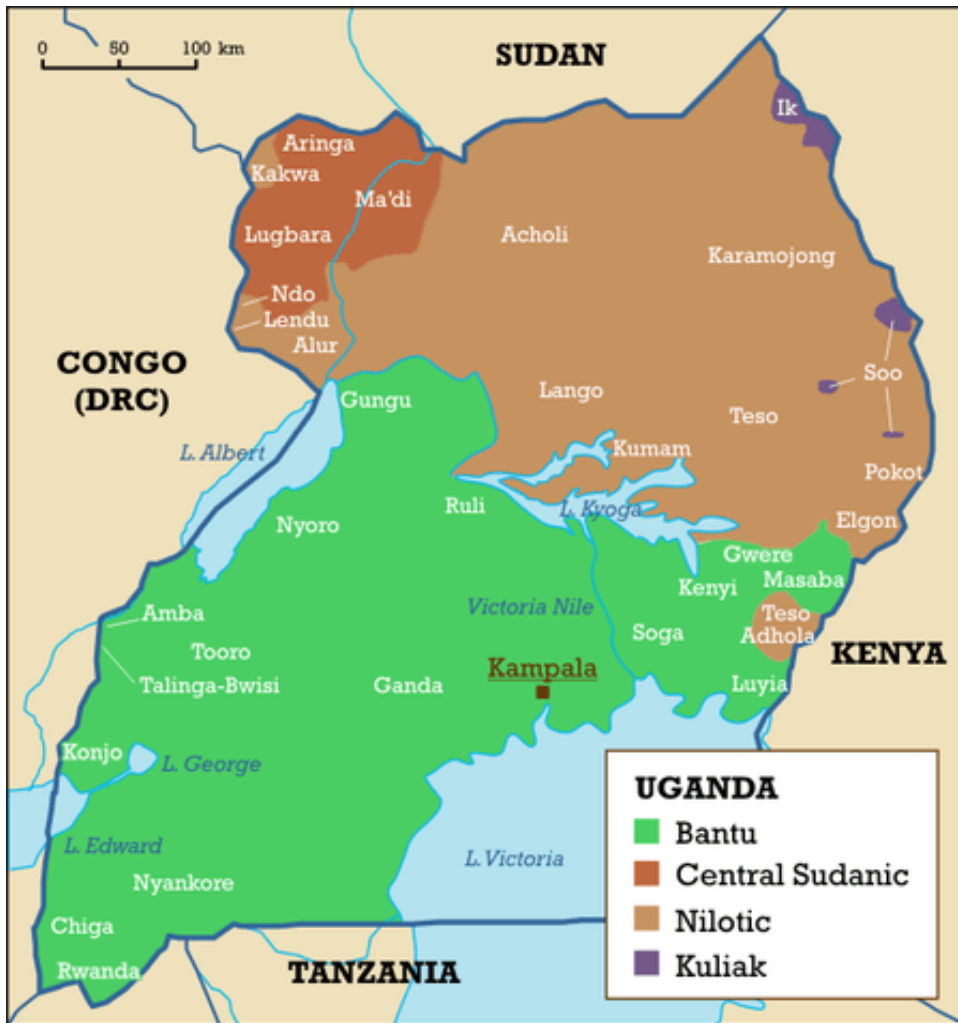 0 50 100 km
SUDAN
Ik
Aringa
Kakwa
Ma'di
Lugbara
Acholi
Karamojong
Ndo
Lendu
Alur
CONGO
(DRC)
Soo
Lango
Gungu
Teso
Kumam
L. Albert
Pokot
Ruli
L. Kyoga
Nyoro
Elgon
Gwere
Masaba
Kenyi
Amba
Victoria Nile
Teso
Adhola
Soga
Tooro
KENYA
Kampala
Talinga-Bwisi
Ganda
Luyia
Konjo
L. George
UGANDA
Bantu
L. Edward
L. Victoria
Central Sudanic
Nyankore
Nilotic
Chiga
Kuliak
Rwanda
TANZANIA